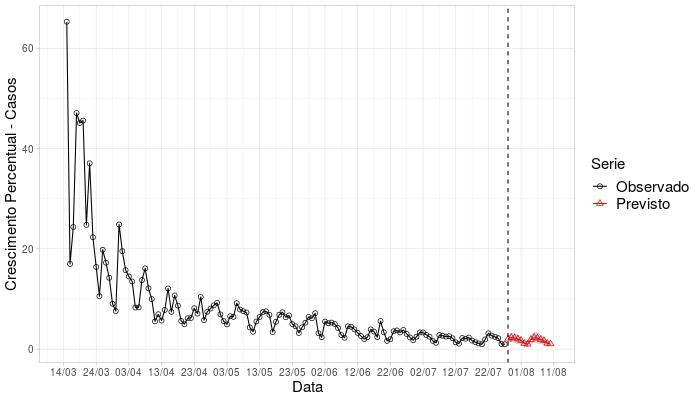 Crescimento Percentual - Casos
60
40
20
0
14/03 24/03 03/04 13/04 23/04 03/05 13/05 23/05 02/06 12/06 22/06 02/07 12/07 22/07 01/08 11/08
Data
Serie
Observado
Previsto